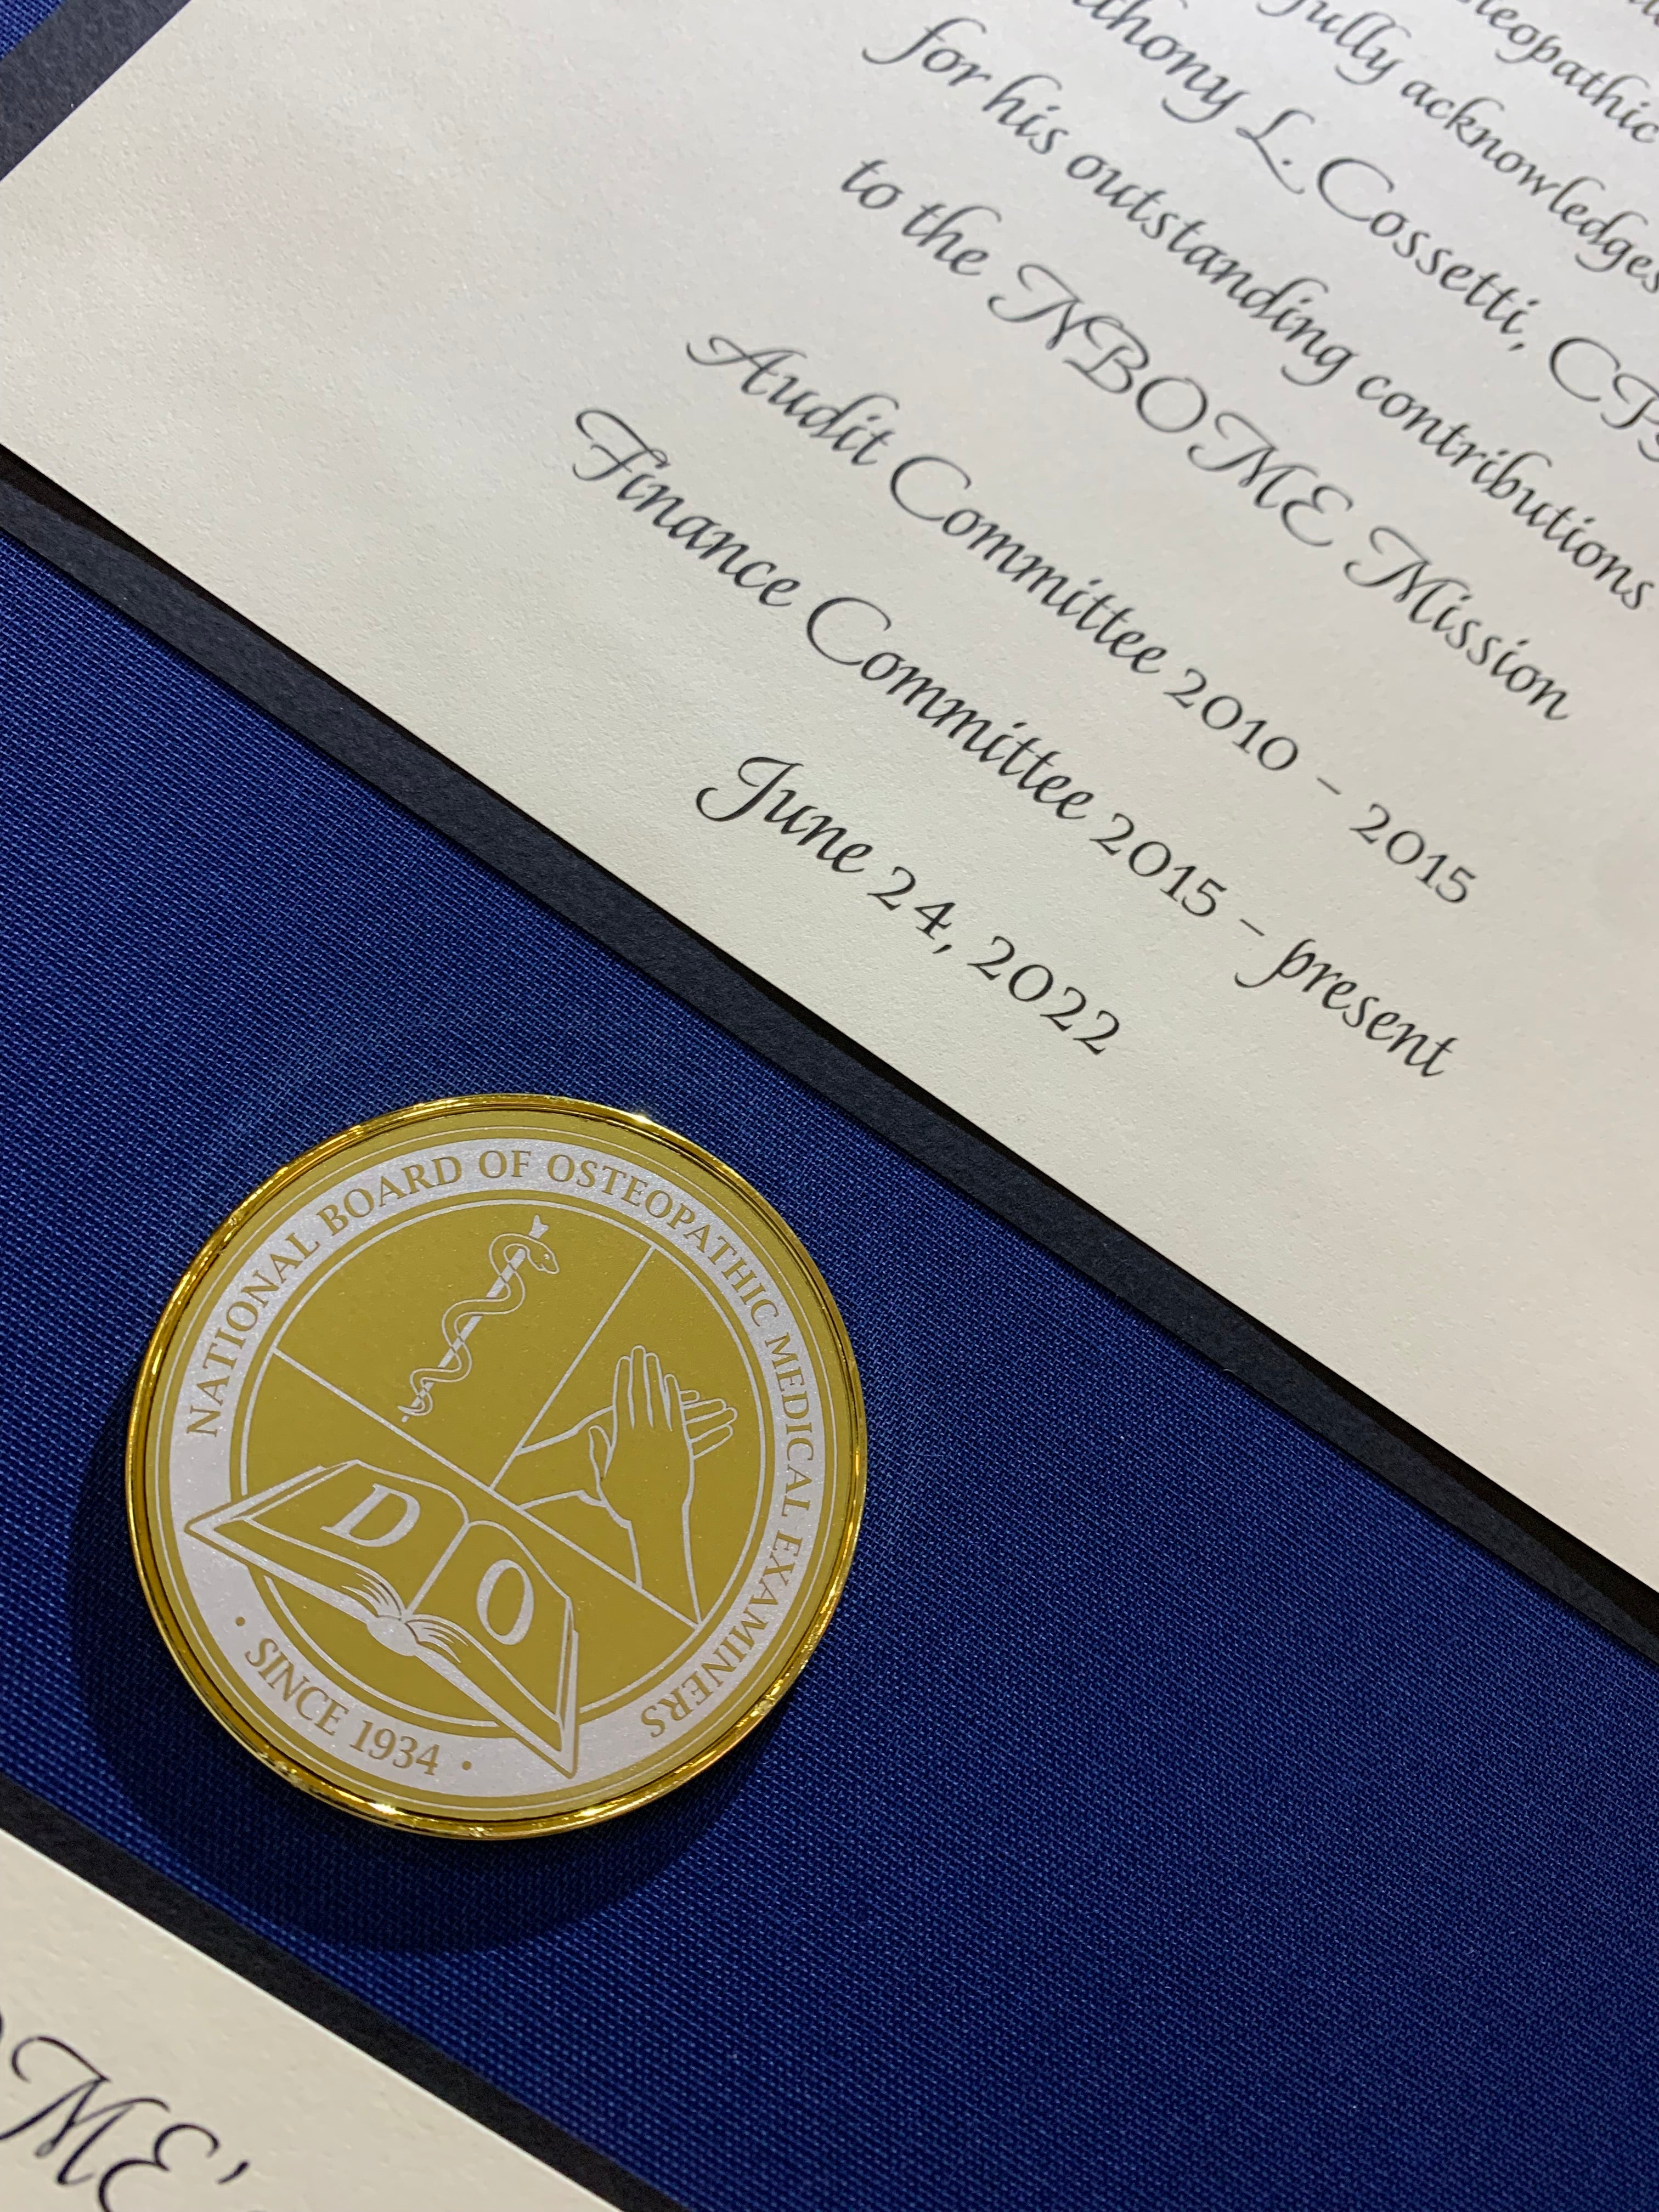 fully acknowledges
L. Cossetti,
for his outstanding contributions
to the NBOME Mission
Audit Committee 2010 – 2015
Finance Committee 2015 – present
June 24, 2022
NATIONAL BOARD OF OSTEOPATHIC MEDICAL EXAMINERS
D O
• SINCE 1934 •
ME'